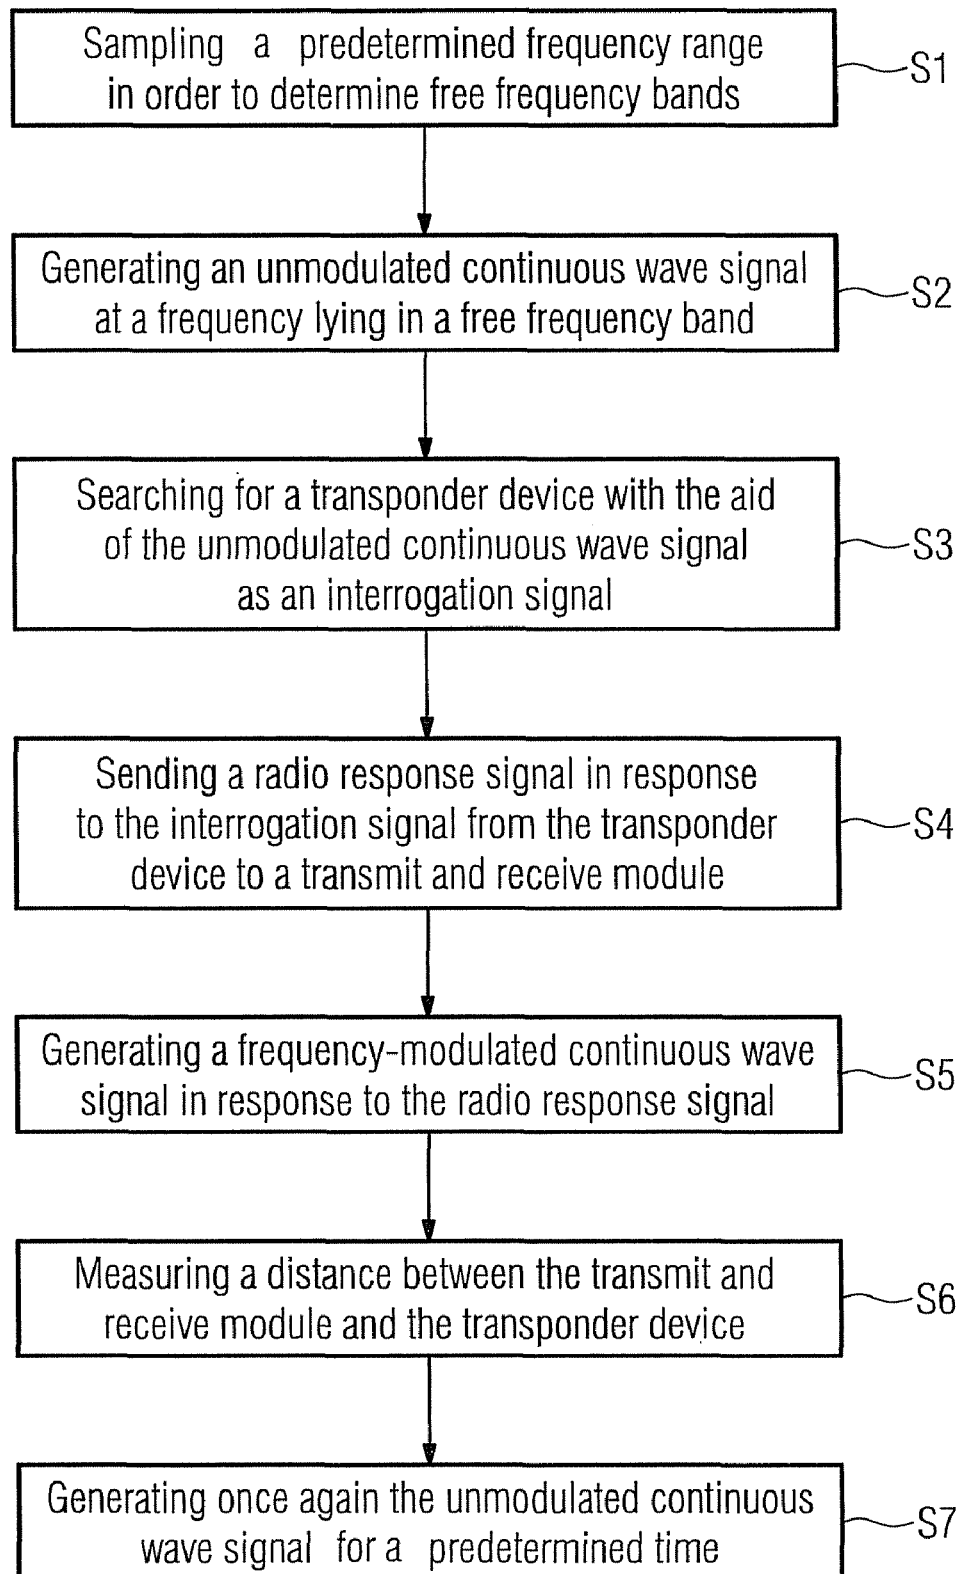 Sampling a predetermined frequency range
in order to determine free frequency bands
S1
Generating an unmodulated continuous wave signal
at a frequency lying in a free frequency band
S2
Searching for a transponder device with the aid
of the unmodulated continuous wave signal
as an interrogation signal
S3
Sending a radio response signal in response
to the interrogation signal from the transponder
device to a transmit and receive module
S4
Generating a frequency-modulated continuous wave
signal in response to the radio response signal
S5
Measuring a distance between the transmit and
receive module and the transponder device
S6
Generating once again the unmodulated continuous
wave signal for a predetermined time
S7